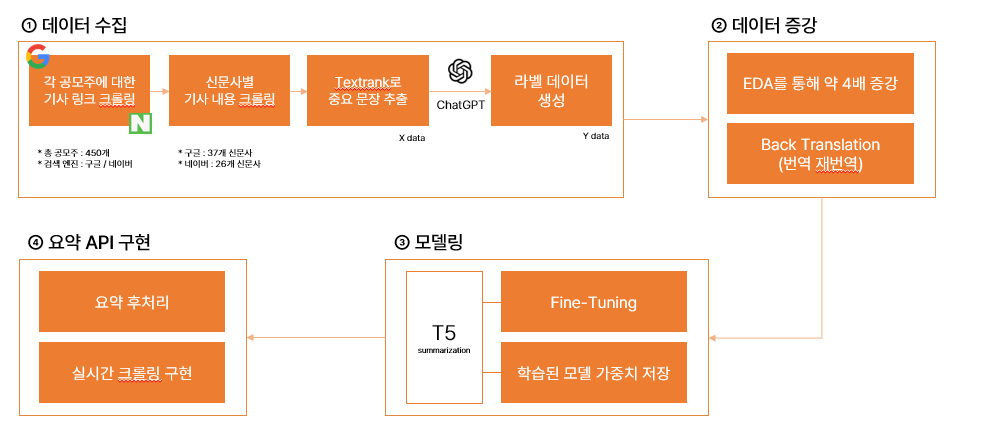 ① 데이터 수집
각 공모주에 대한
기사 링크 크롤링
N
* 총 공모주 : 450개
* 검색 엔진 : 구글 / 네이버
신문사별
기사 내용 크롤링
* 구글 : 37개 신문사
* 네이버 : 26개 신문사
Textrank로
중요 문장 추출
X data
ChatGPT
라벨 데이터
생성
Y data
② 데이터 증강
EDA를 통해 약 4배 증강
Back Translation
(번역 재번역)
③ 모델링
T5
summarization
Fine-Tuning
학습된 모델 가중치 저장
④ 요약 API 구현
요약 후처리
실시간 크롤링 구현